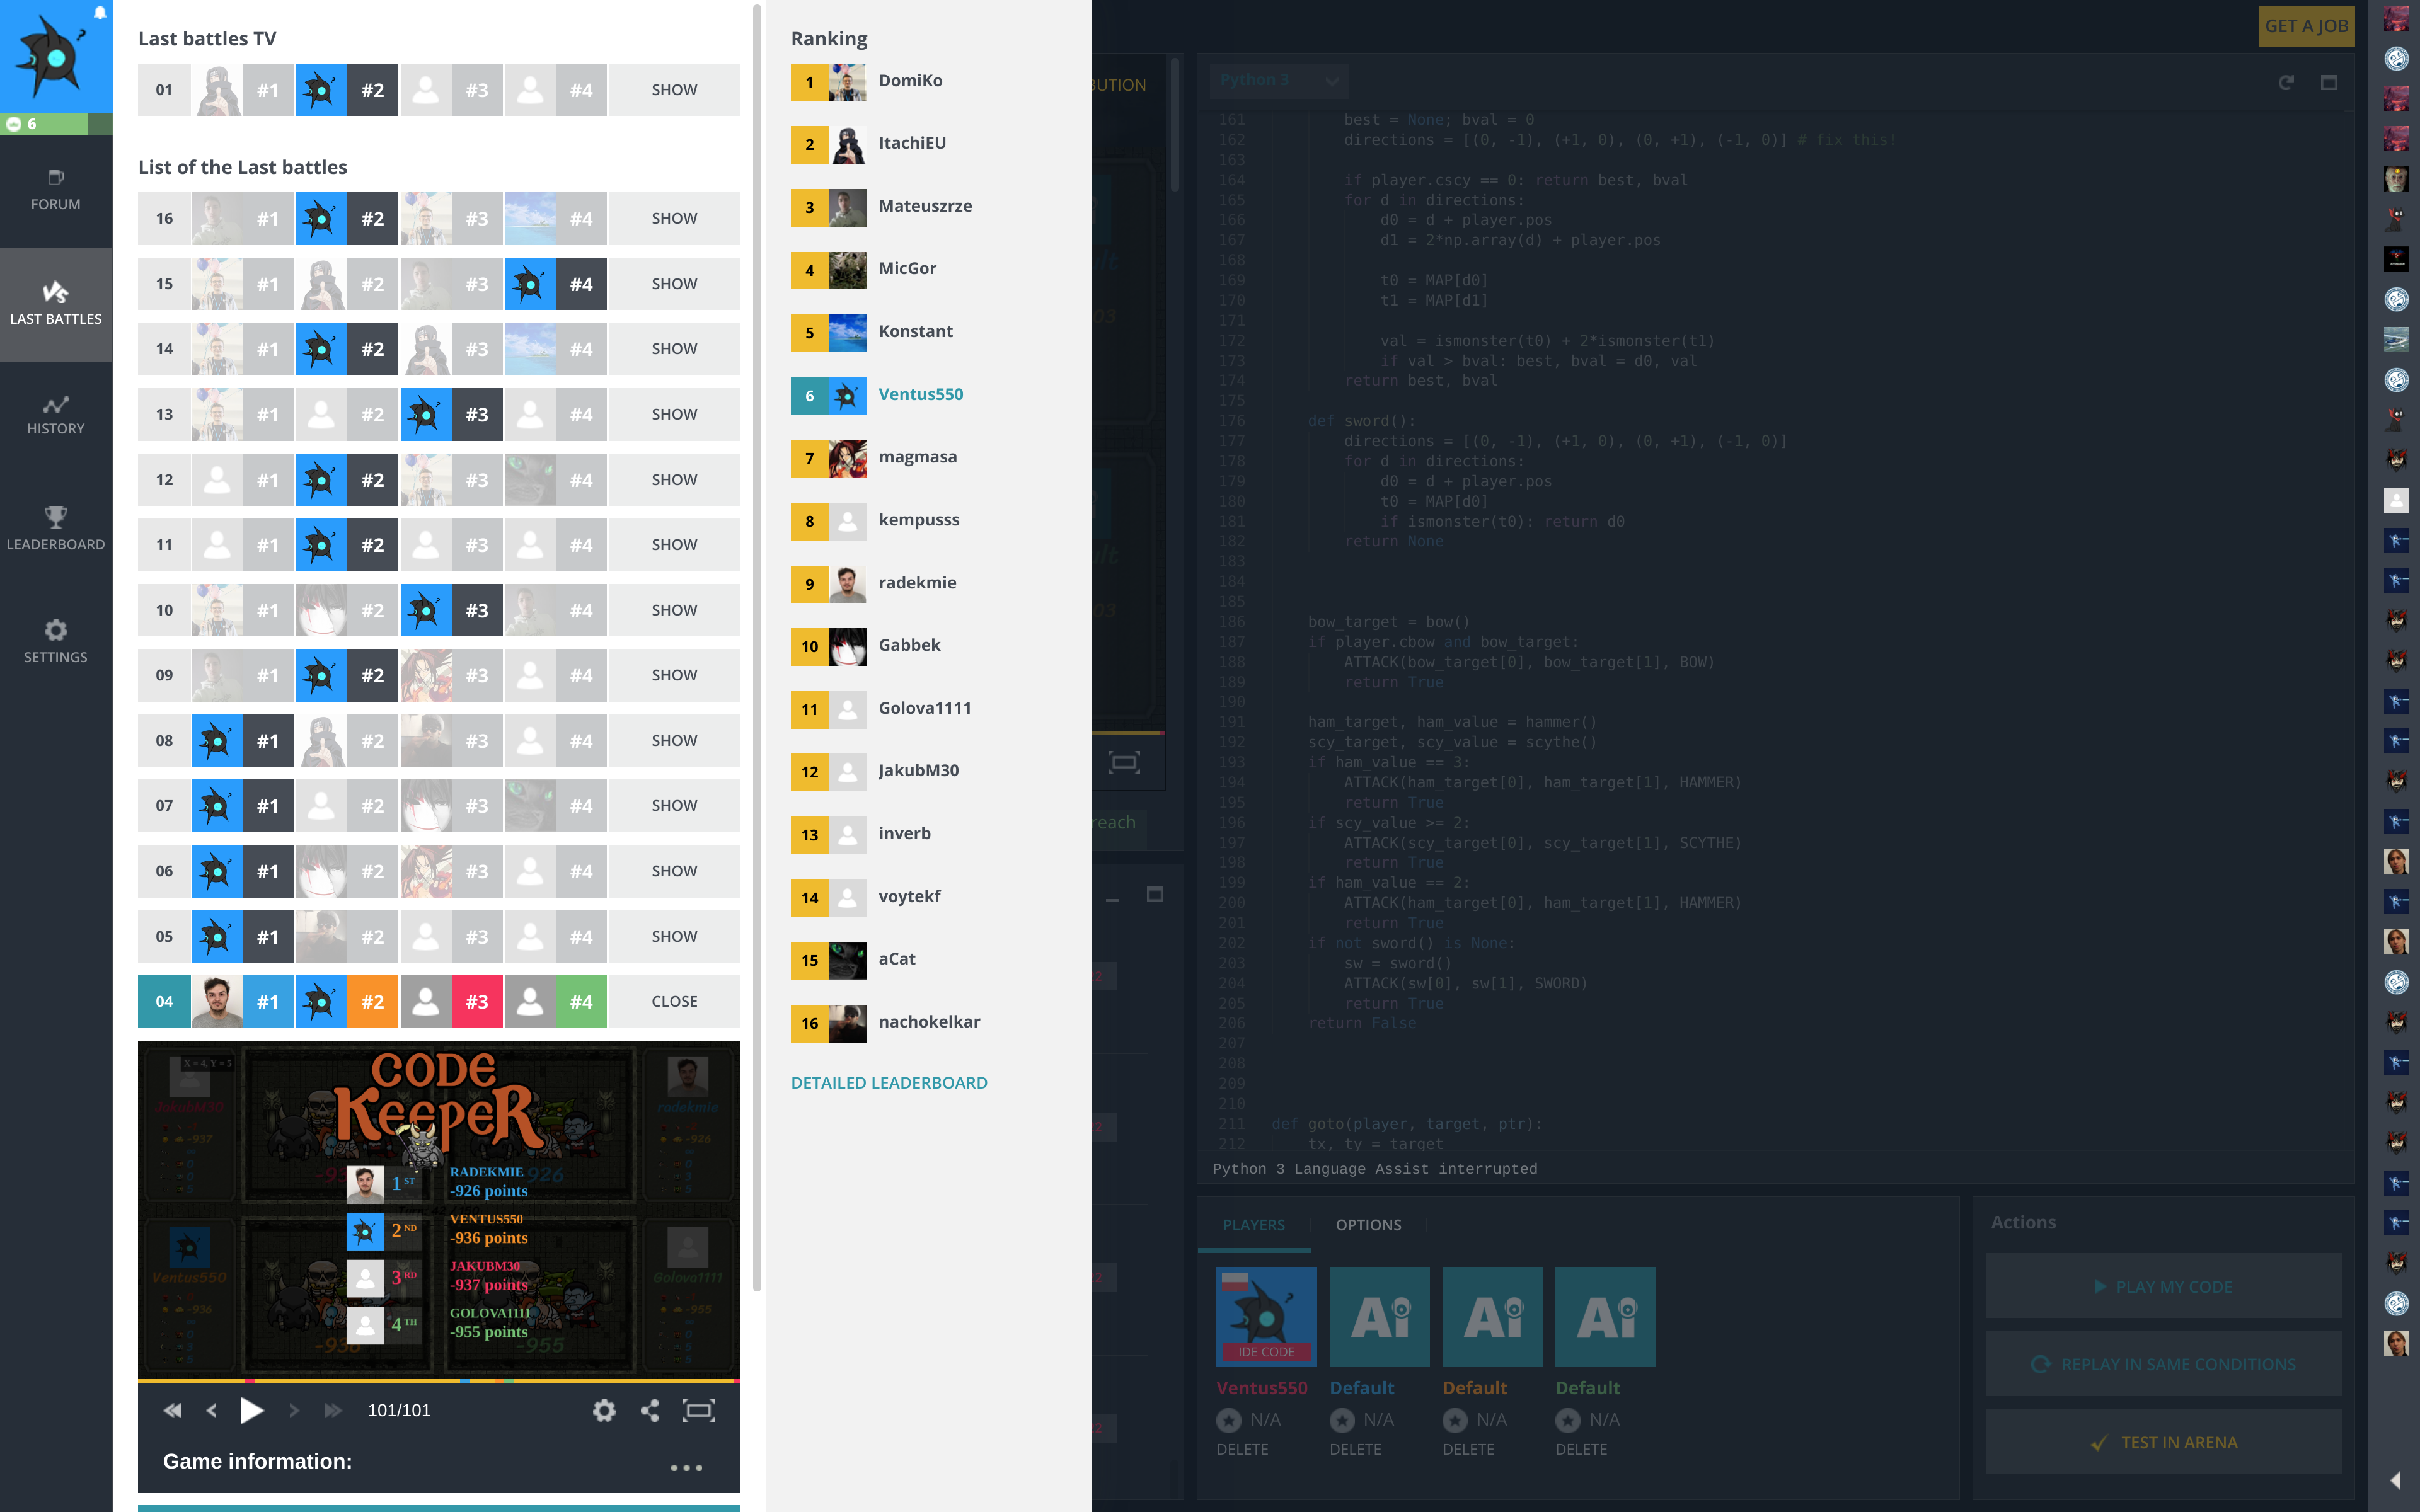 6
FORUM
LAST BATTLES
HISTORY
LEADERBOARD
SETTINGS
Last battles TV
01 #1 #2 #3 #4 SHOW
List of the Last battles
16 #1 #2 #3 #4 SHOW
15 #1 #2 #3 #4 SHOW
14 #1 #2 #3 #4 SHOW
13 #1 #2 #3 #4 SHOW
12 #1 #2 #3 #4 SHOW
11 #1 #2 #3 #4 SHOW
10 #1 #2 #3 #4 SHOW
09 #1 #2 #3 #4 SHOW
08 #1 #2 #3 #4 SHOW
07 #1 #2 #3 #4 SHOW
06 #1 #2 #3 #4 SHOW
05 #1 #2 #3 #4 SHOW
04 #1 #2 #3 #4 CLOSE
X = 4, Y = 5
CODE
KeepeR
JakubM30
radekmie
-937
-926
Ventus550
Golova1111
-936
-955
1 ST RADEKMIE
-926 points
2 ND VENTUS550
-936 points
3 RD JAKUBM30
-937 points
4 TH GOLOVA1111
-955 points
101/101
Game information:
Ranking
1 DomiKo
2 ItachiEU
3 Mateuszrze
4 MicGor
5 Konstant
6 Ventus550
7 magmasa
8 kempusss
9 radekmie
10 Gabbek
11 Golova1111
12 JakubM30
13 inverb
14 voytekf
15 aCat
16 nachokelkar
DETAILED LEADERBOARD
BUTION
reach
GET A JOB
Python 3
161 best = None; bval = 0
162 directions = [(0, -1), (+1, 0), (0, +1), (-1, 0)] # fix this!
163
164 if player.cscy == 0: return best, bval
165 for d in directions:
166 d0 = d + player.pos
167 d1 = 2*np.array(d) + player.pos
168
169 t0 = MAP[d0]
170 t1 = MAP[d1]
171
172 val = ismonster(t0) + 2*ismonster(t1)
173 if val > bval: best, bval = d0, val
174 return best, bval
175
176 def sword():
177 directions = [(0, -1), (+1, 0), (0, +1), (-1, 0)]
178 for d in directions:
179 d0 = d + player.pos
180 t0 = MAP[d0]
181 if ismonster(t0): return d0
182 return None
183
184
185
186 bow_target = bow()
187 if player.cbow and bow_target:
188 ATTACK(bow_target[0], bow_target[1], BOW)
189 return True
190
191 ham_target, ham_value = hammer()
192 scy_target, scy_value = scythe()
193 if ham_value == 3:
194 ATTACK(ham_target[0], ham_target[1], HAMMER)
195 return True
196 if scy_value >= 2:
197 ATTACK(scy_target[0], scy_target[1], SCYTHE)
198 return True
199 if ham_value == 2:
200 ATTACK(ham_target[0], ham_target[1], HAMMER)
201 return True
202 if not sword() is None:
203 sw = sword()
204 ATTACK(sw[0], sw[1], SWORD)
205 return True
206 return False
207
208
209
210
211 def goto(player, target, ptr):
212 tx, ty = target
Python 3 Language Assist interrupted
PLAYERS OPTIONS
IDE CODE
Ventus550 Default Default Default
N/A N/A N/A N/A
DELETE DELETE DELETE DELETE
Actions
PLAY MY CODE
REPLAY IN SAME CONDITIONS
TEST IN ARENA